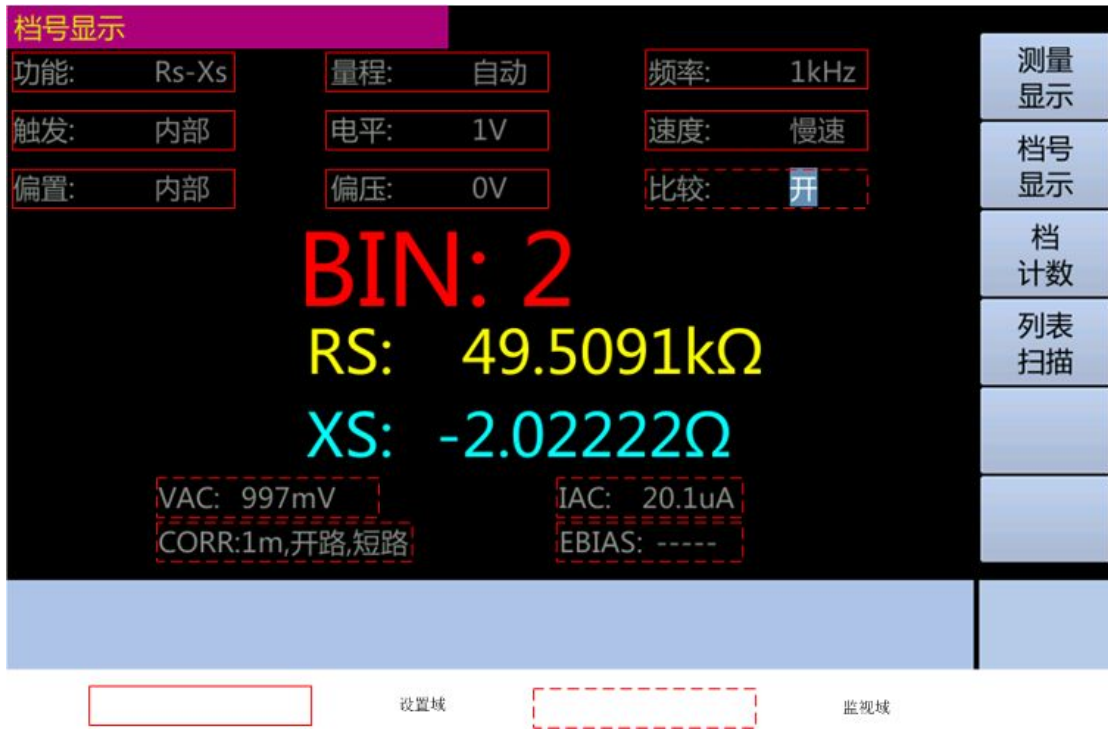 档号显示
功能: Rs-Xs 量程: 自动 频率: 1kHz
触发: 内部 电平: 1V 速度: 慢速
偏置: 内部 偏压: 0V 比较: 开
BIN: 2
RS: 49.5091kΩ
XS: -2.02222Ω
VAC: 997mV IAC: 20.1uA
CORR:1m,开路,短路 EBIAS: -----
测量
显示
档号
显示
档
计数
列表
扫描
设置域 监视域